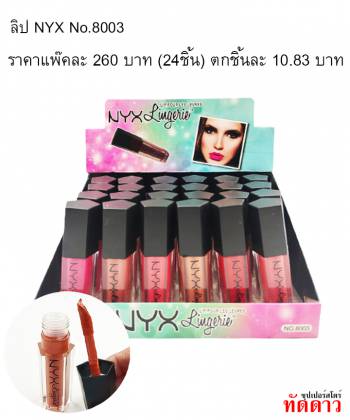 ลิป NYX No.8003
ราคาแพ๊คละ 260 บาท (24ชิ้น) ตกชิ้นละ 10.83 บาท
NYX Lingerie
NYX Lingerie
NO.8003
ซุปเปอร์สโตร์
ทัดดาว